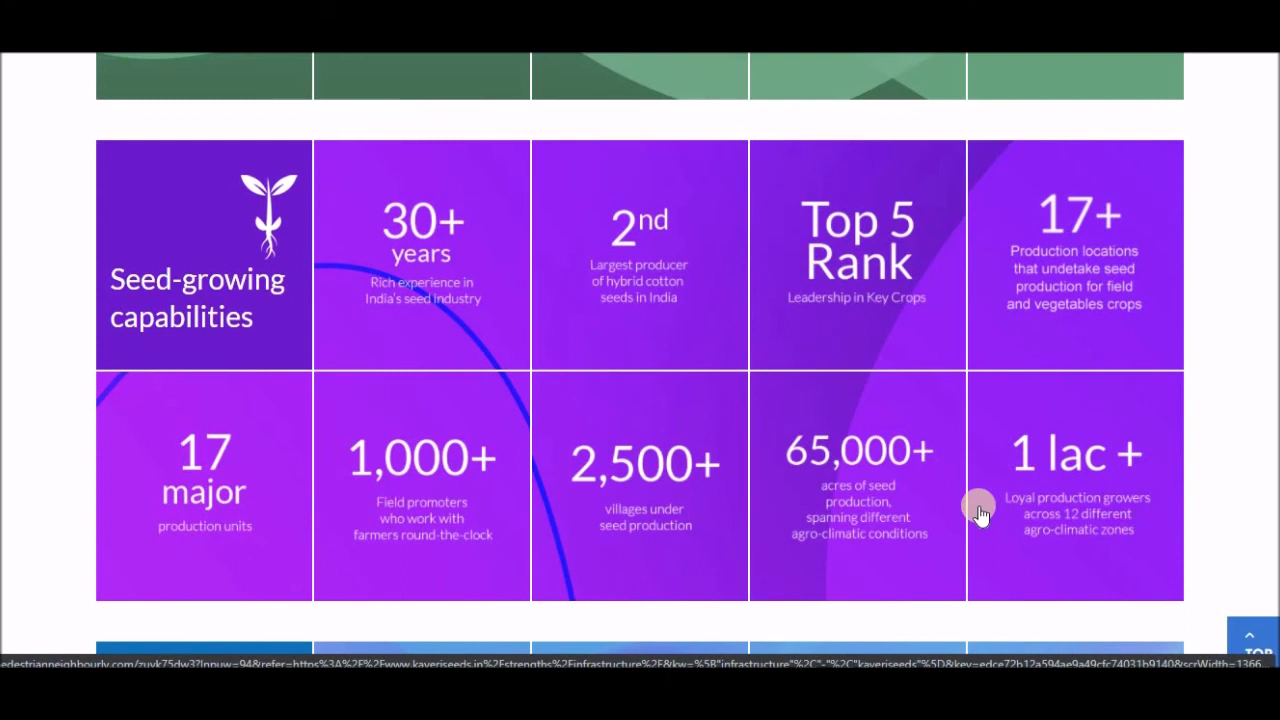 Seed-growing
capabilities
30+
years
Rich experience in
India's seed industry
2nd
Largest producer
of hybrid cotton
seeds in India
Top 5
Rank
Leadership in Key Crops
17+
Production locations
that undetake seed
production for field
and vegetables crops
17
major
production units
1,000+
Field promoters
who work with
farmers round-the-clock
2,500+
villages under
seed production
65,000+
acres of seed
production,
spanning different
agro-climatic conditions
1 lac +
Loyal production growers
across 12 different
agro-climatic zones
TOP